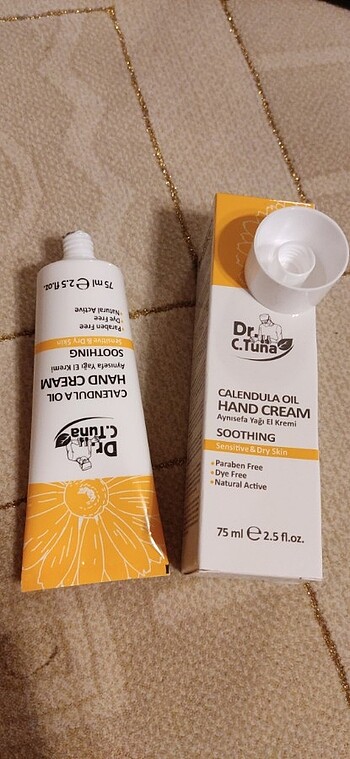 Dr.
C.Tuna
CALENDULA OIL
HAND CREAM
Aynısefa Yağı El Kremi
SOOTHING
Sensitive & Dry Skin
• Paraben Free
• Dye Free
• Natural Active
75 ml e 2.5 fl.oz.
Dr.
C.Tuna
CALENDULA OIL
HAND CREAM
Aynısefa Yağı El Kremi
SOOTHING
Sensitive & Dry Skin
• Paraben Free
• Dye Free
• Natural Active
75 ml e 2.5 fl.oz.